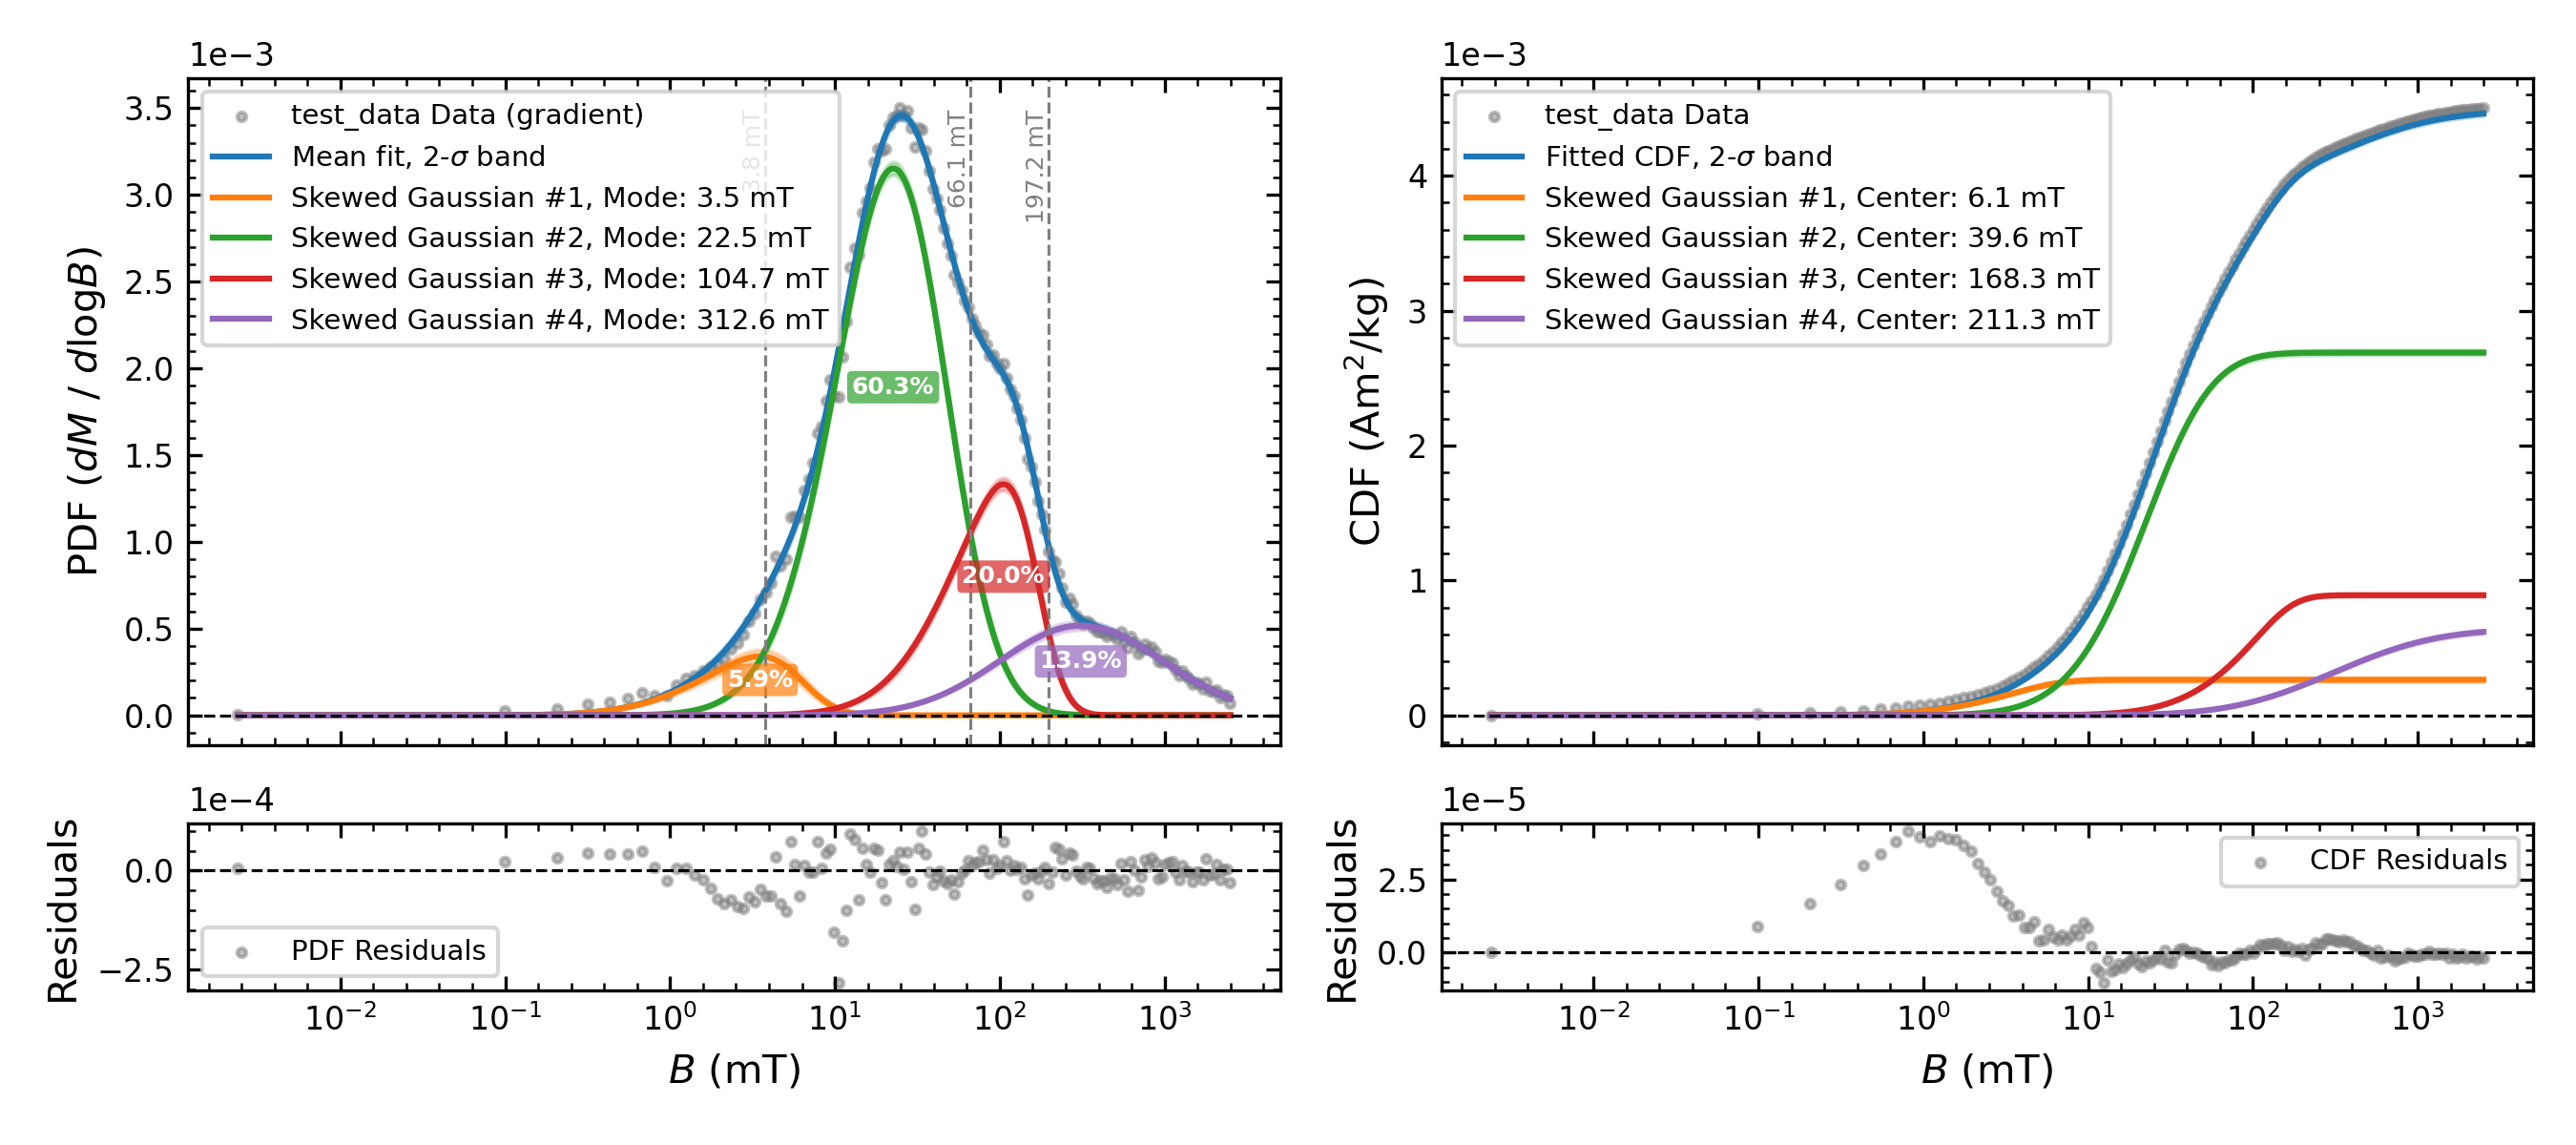 1e−3
PDF (dM / dlogB)
3.5
3.0
2.5
2.0
1.5
1.0
0.5
0.0
test_data Data (gradient)
Mean fit, 2-σ band
Skewed Gaussian #1, Mode: 3.5 mT
Skewed Gaussian #2, Mode: 22.5 mT
Skewed Gaussian #3, Mode: 104.7 mT
Skewed Gaussian #4, Mode: 312.6 mT
3.8 mT
66.1 mT
197.2 mT
60.3%
20.0%
13.9%
5.9%
1e−3
CDF (Am²/kg)
4
3
2
1
0
test_data Data
Fitted CDF, 2-σ band
Skewed Gaussian #1, Center: 6.1 mT
Skewed Gaussian #2, Center: 39.6 mT
Skewed Gaussian #3, Center: 168.3 mT
Skewed Gaussian #4, Center: 211.3 mT
1e−4
Residuals
0.0
−2.5
PDF Residuals
10⁻² 10⁻¹ 10⁰ 10¹ 10² 10³
B (mT)
1e−5
Residuals
2.5
0.0
CDF Residuals
10⁻² 10⁻¹ 10⁰ 10¹ 10² 10³
B (mT)